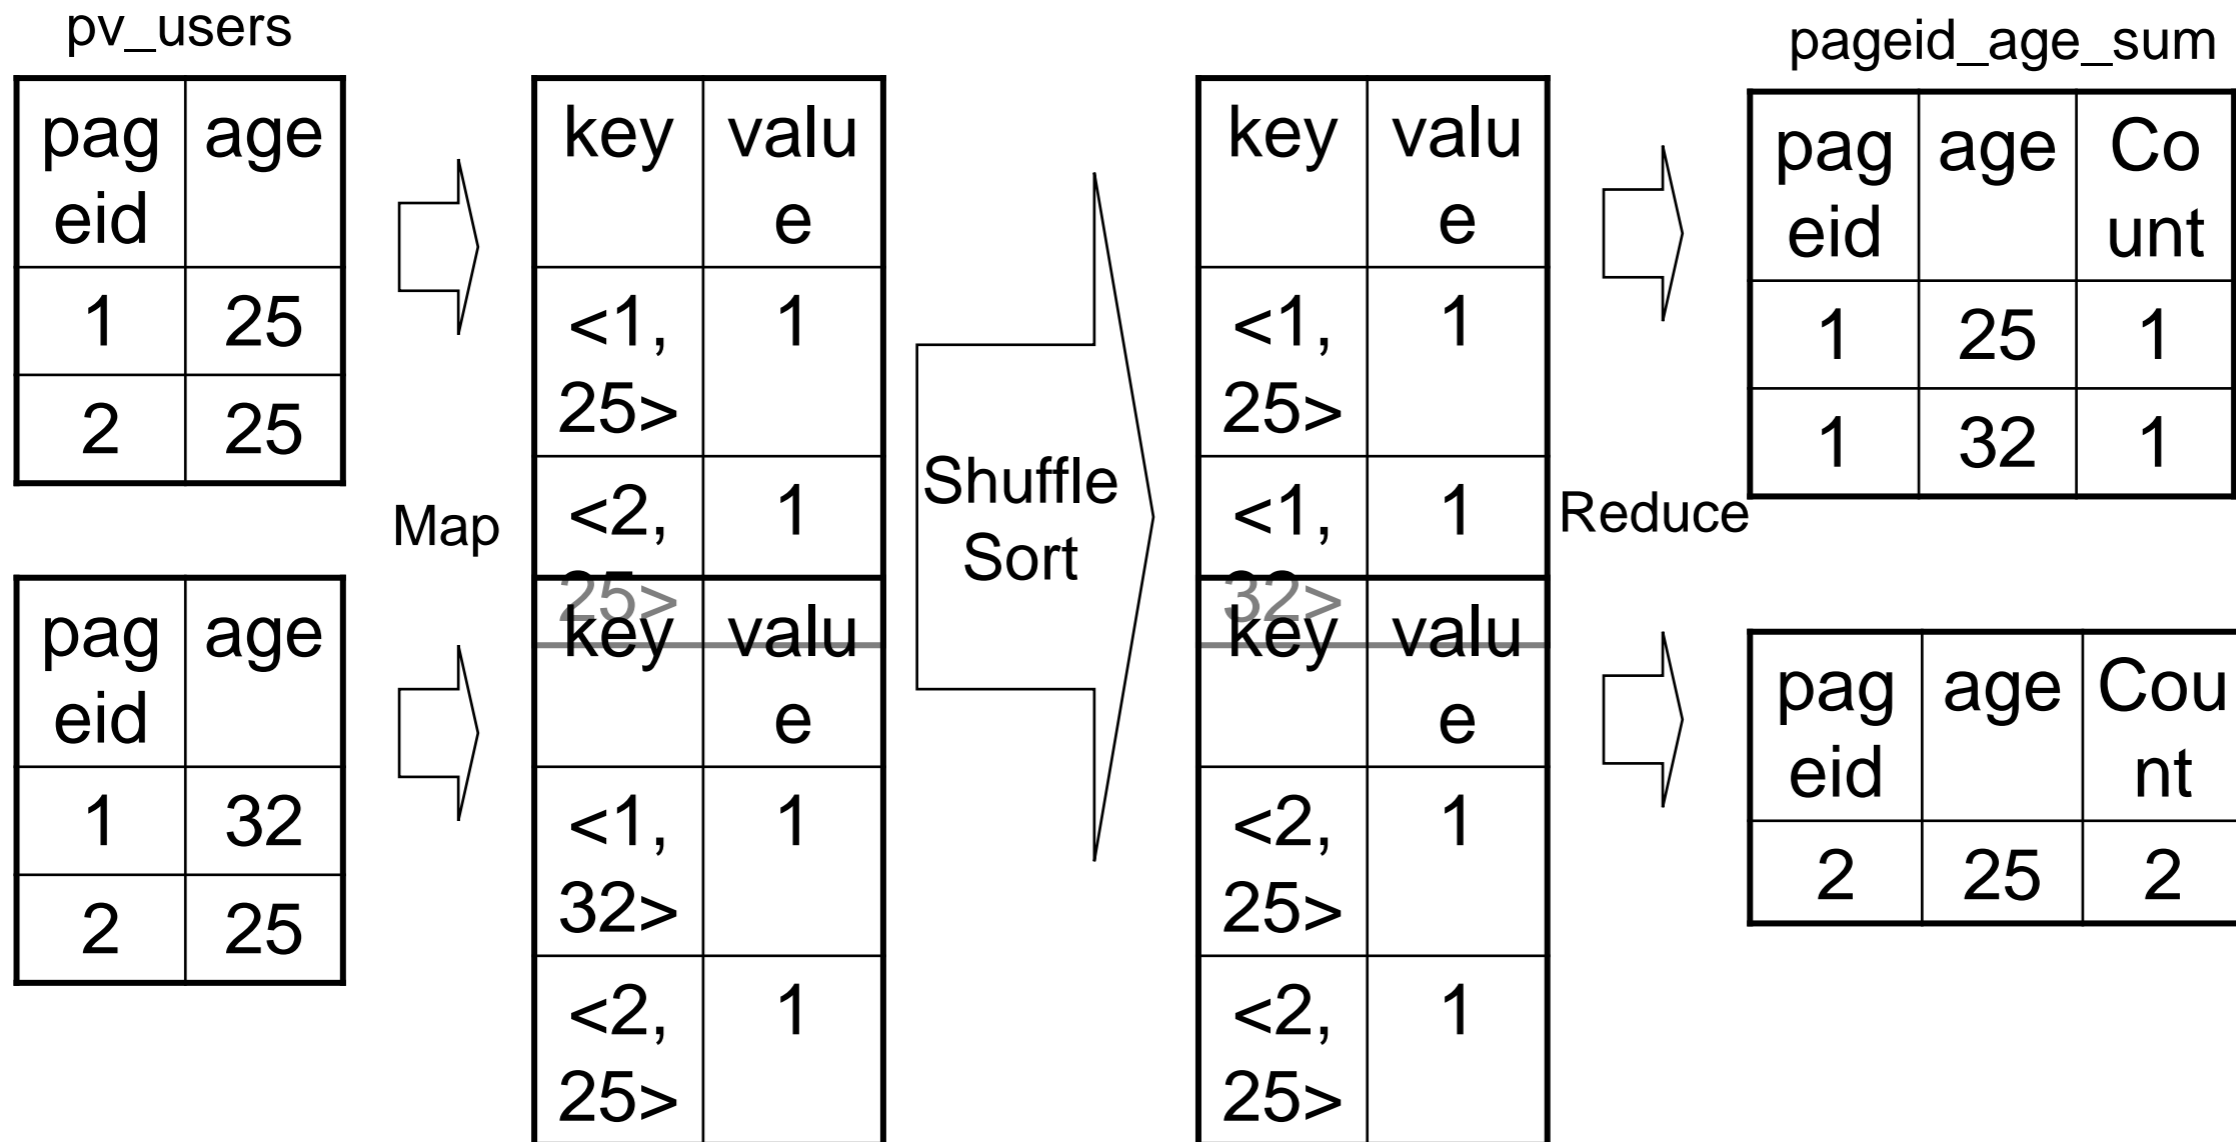 pv_users
pag age
eid
1 25
2 25
pag age
eid
1 32
2 25
Map
key valu
e
<1, 1
25>
<2, 1
25>
key valu
e
<1, 1
32>
<2, 1
25>
Shuffle
Sort
key valu
e
<1, 1
25>
<1, 1
32>
key valu
e
<2, 1
25>
<2, 1
25>
Reduce
pageid_age_sum
pag age Co
eid unt
1 25 1
1 32 1
pag age Cou
eid nt
2 25 2